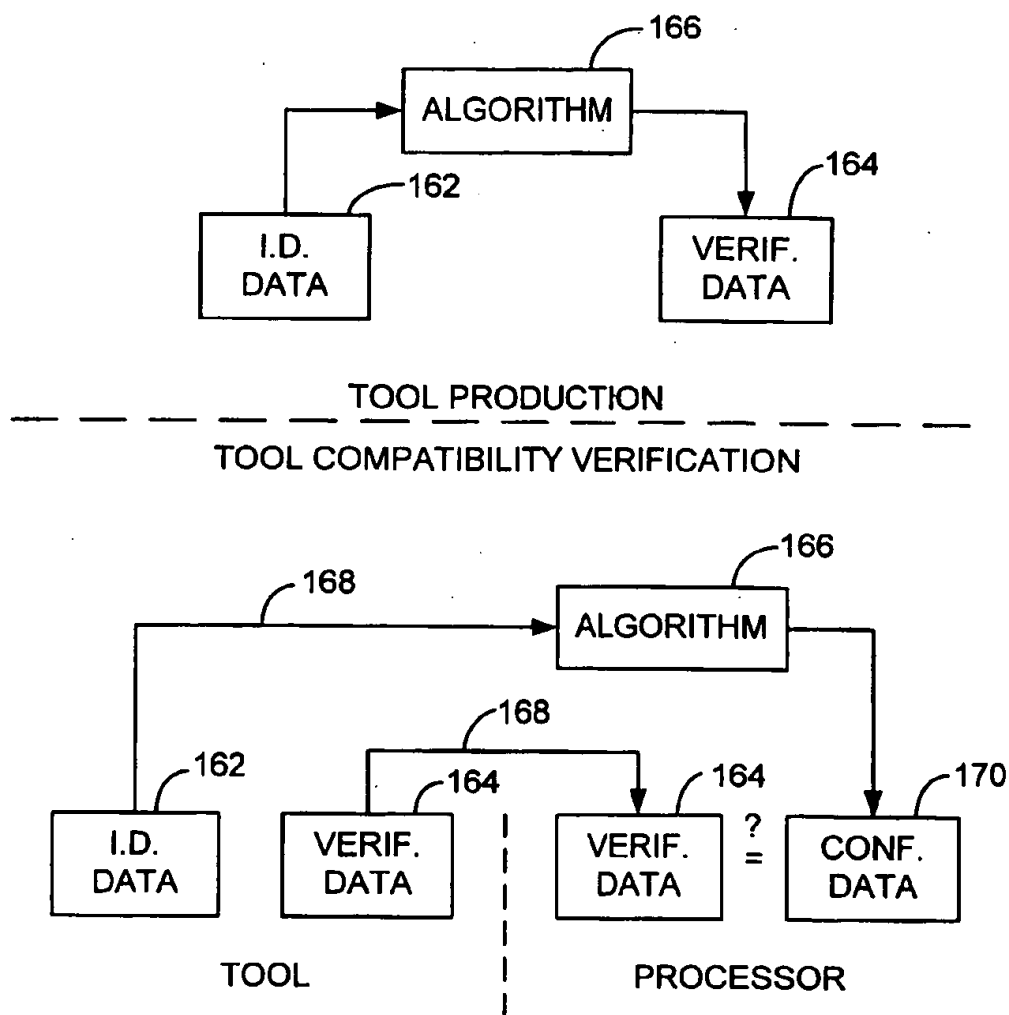 166
ALGORITHM
162
164
I.D.
DATA
VERIF.
DATA
TOOL PRODUCTION
TOOL COMPATIBILITY VERIFICATION
166
168
ALGORITHM
168
162
164
164
170
I.D.
DATA
VERIF.
DATA
VERIF.
DATA
?
=
CONF.
DATA
TOOL
PROCESSOR